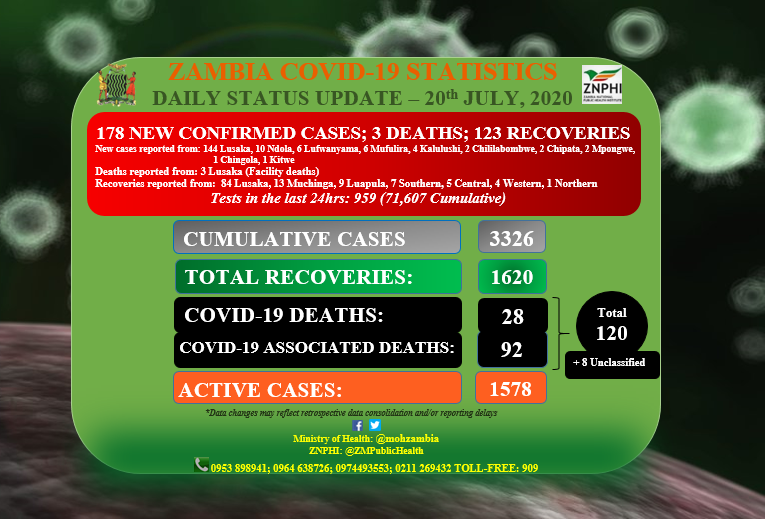 ZAMBIA COVID-19 STATISTICS
DAILY STATUS UPDATE – 20th JULY, 2020
ZNPHI
ZAMBIA NATIONAL
PUBLIC HEALTH INSTITUTE
178 NEW CONFIRMED CASES; 3 DEATHS; 123 RECOVERIES
New cases reported from: 144 Lusaka, 10 Ndola, 6 Lufwanyama, 6 Mufulira, 4 Kalulushi, 2 Chililabombwe, 2 Chipata, 2 Mpongwe,
1 Chingola, 1 Kitwe
Deaths reported from: 3 Lusaka (Facility deaths)
Recoveries reported from: 84 Lusaka, 13 Muchinga, 9 Luapula, 7 Southern, 5 Central, 4 Western, 1 Northern
Tests in the last 24hrs: 959 (71,607 Cumulative)
CUMULATIVE CASES 3326
TOTAL RECOVERIES: 1620
COVID-19 DEATHS: 28
COVID-19 ASSOCIATED DEATHS: 92
Total
120
+ 8 Unclassified
ACTIVE CASES: 1578
*Data changes may reflect retrospective data consolidation and/or reporting delays
Ministry of Health: @mohzambia
ZNPHI: @ZMPublicHealth
0953 898941; 0964 638726; 0974493553; 0211 269432 TOLL-FREE: 909